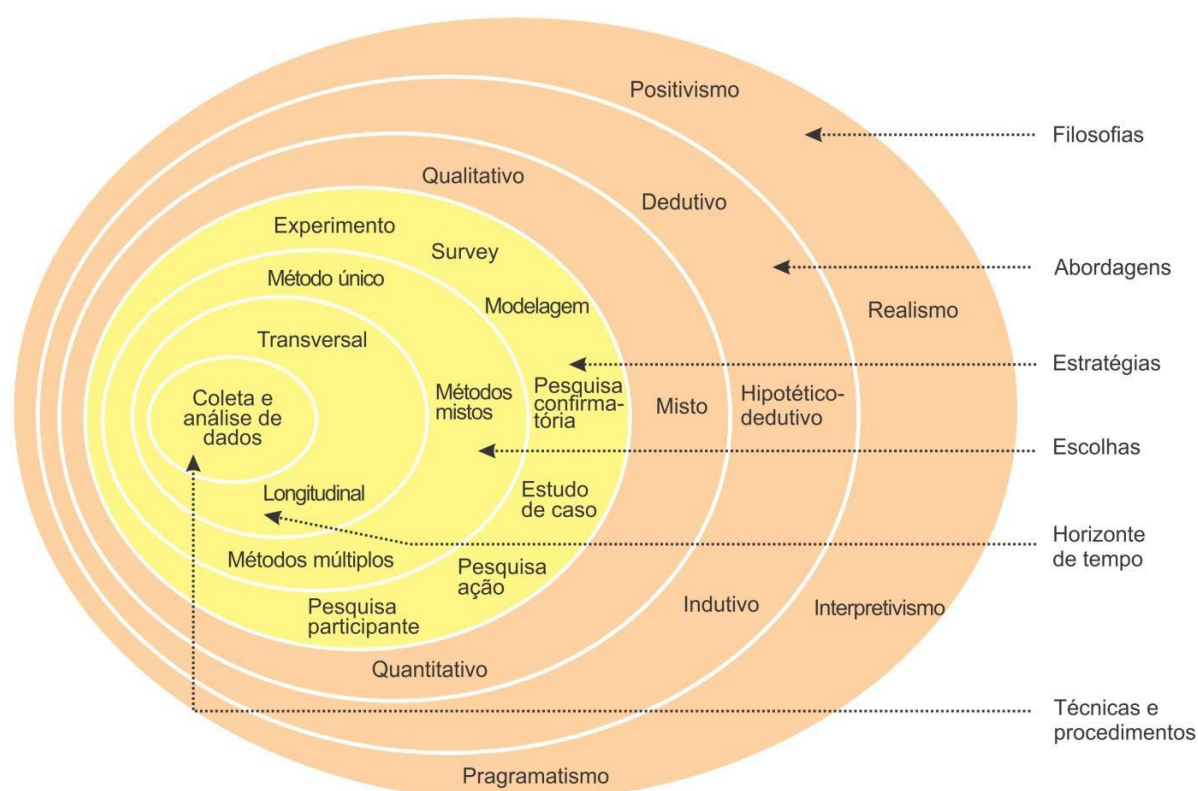 Positivismo
Filosofias
Qualitativo
Dedutivo
Experimento
Survey
Abordagens
Método único
Modelagem
Realismo
Transversal
Estratégias
Coleta e
análise de
dados
Métodos
mistos
Pesquisa
confirma-
tória
Misto
Hipotético-
dedutivo
Escolhas
Longitudinal
Estudo
de caso
Horizonte
de tempo
Métodos múltiplos
Pesquisa
ação
Pesquisa
participante
Indutivo
Interpretivismo
Quantitativo
Técnicas e
procedimentos
Pragramatismo